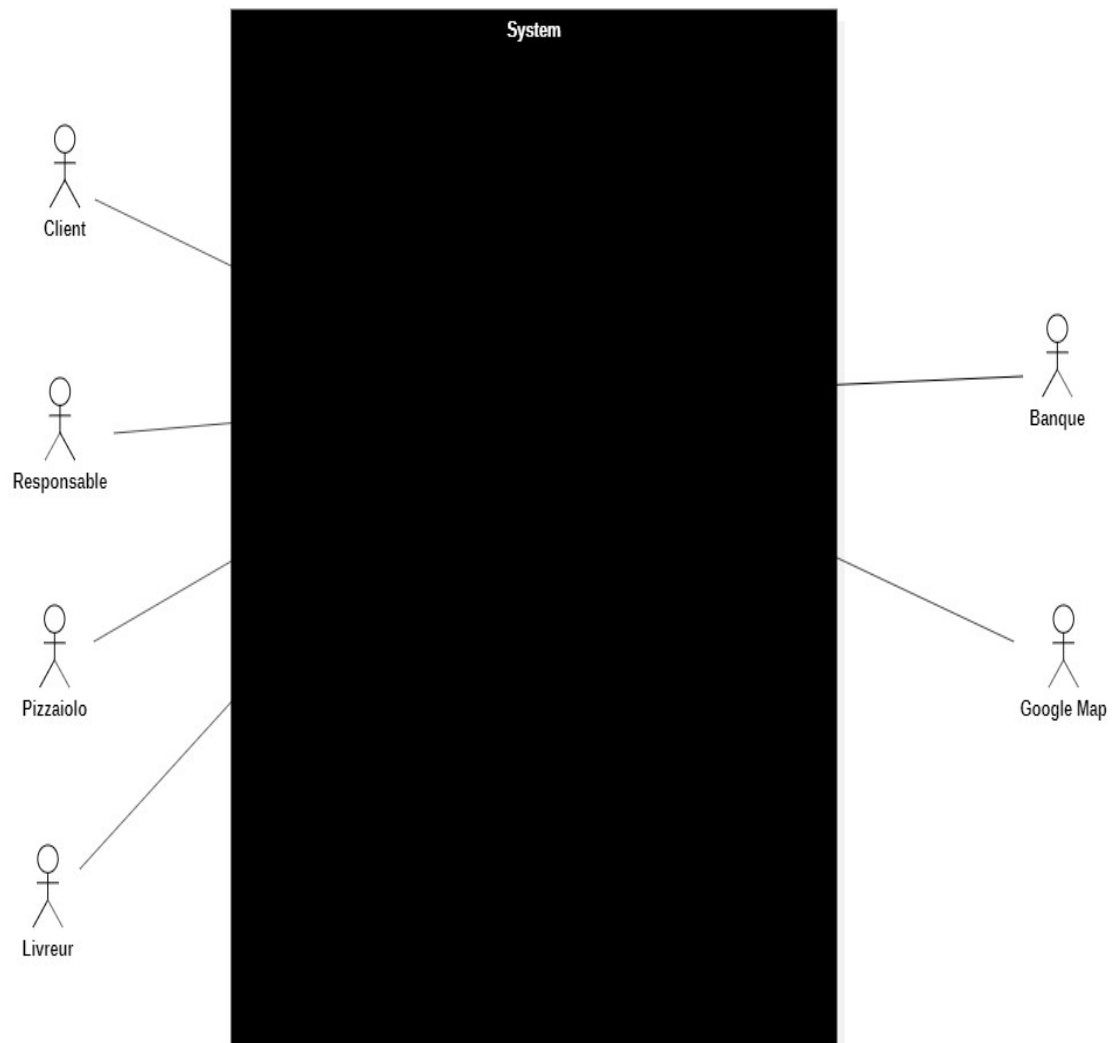 System
Client
Responsable
Banque
Pizzaiolo
Google Map
Livreur